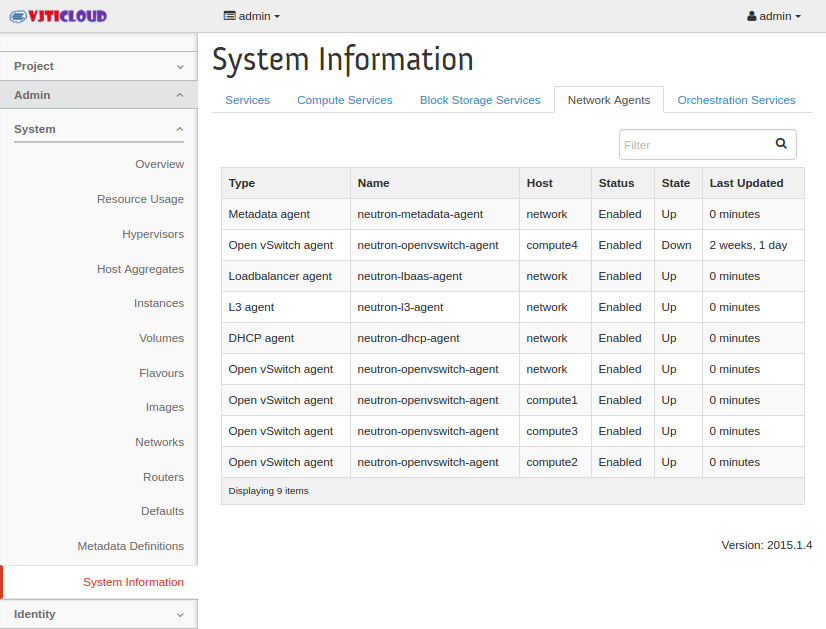 VJTICLOUD admin admin
System Information
Project
Admin
System
Overview
Resource Usage
Hypervisors
Host Aggregates
Instances
Volumes
Flavours
Images
Networks
Routers
Defaults
Metadata Definitions
System Information
Identity
Services Compute Services Block Storage Services Network Agents Orchestration Services
Filter
Type Name Host Status State Last Updated
Metadata agent neutron-metadata-agent network Enabled Up 0 minutes
Open vSwitch agent neutron-openvswitch-agent compute4 Enabled Down 2 weeks, 1 day
Loadbalancer agent neutron-lbaas-agent network Enabled Up 0 minutes
L3 agent neutron-l3-agent network Enabled Up 0 minutes
DHCP agent neutron-dhcp-agent network Enabled Up 0 minutes
Open vSwitch agent neutron-openvswitch-agent network Enabled Up 0 minutes
Open vSwitch agent neutron-openvswitch-agent compute1 Enabled Up 0 minutes
Open vSwitch agent neutron-openvswitch-agent compute3 Enabled Up 0 minutes
Open vSwitch agent neutron-openvswitch-agent compute2 Enabled Up 0 minutes
Displaying 9 items
Version: 2015.1.4